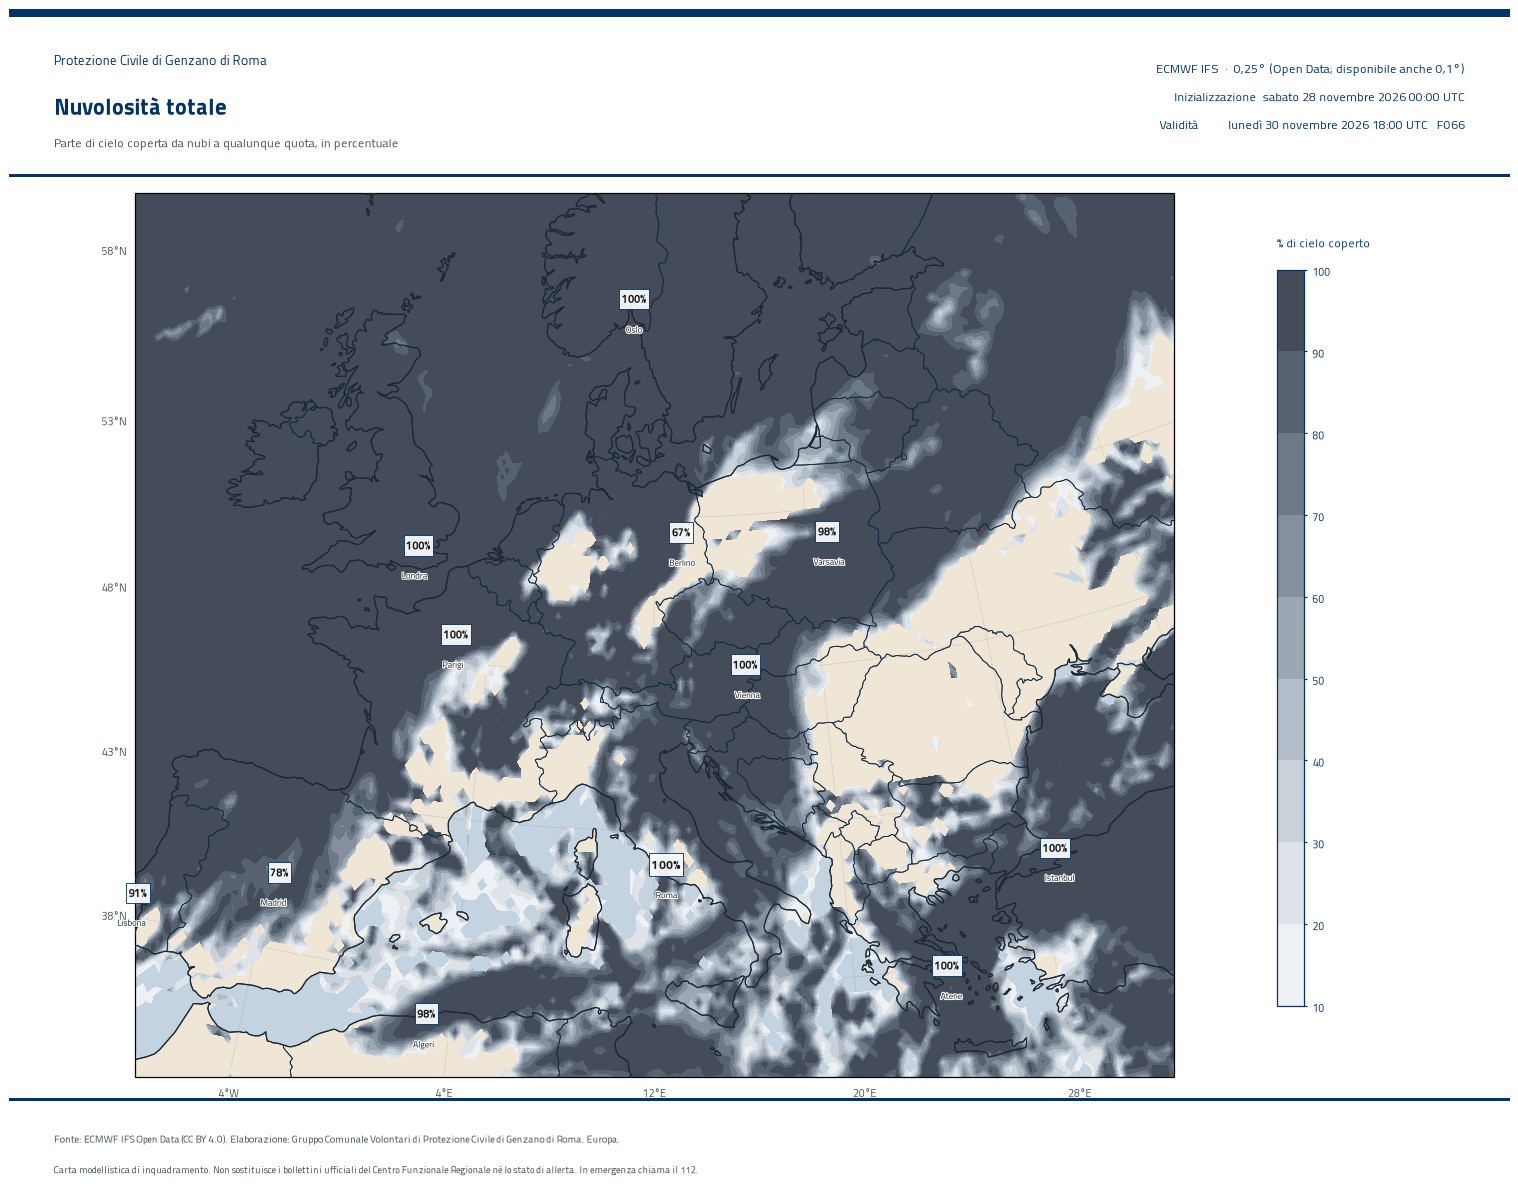 Protezione Civile di Genzano di Roma
Nuvolosità totale
Parte di cielo coperta da nubi a qualunque quota, in percentuale
ECMWF IFS · 0,25° (Open Data; disponibile anche 0,1°)
Inizializzazione sabato 28 novembre 2026 00:00 UTC
Validità lunedì 30 novembre 2026 18:00 UTC F066
% di cielo coperto
100
90
80
70
60
50
40
30
20
10
58°N
53°N
48°N
43°N
38°N
100%
Oslo
67%
Berlino
98%
Varsavia
100%
Londra
100%
Parigi
100%
Vienna
78%
Madrid
91%
Lisbona
100%
Roma
100%
Istanbul
100%
Atene
98%
Algeri
4°W
4°E
12°E
20°E
28°E
Fonte: ECMWF IFS Open Data (CC BY 4.0). Elaborazione: Gruppo Comunale Volontari di Protezione Civile di Genzano di Roma. Europa.
Carta modellistica di inquadramento. Non sostituisce i bollettini ufficiali del Centro Funzionale Regionale né lo stato di allerta. In emergenza chiama il 112.